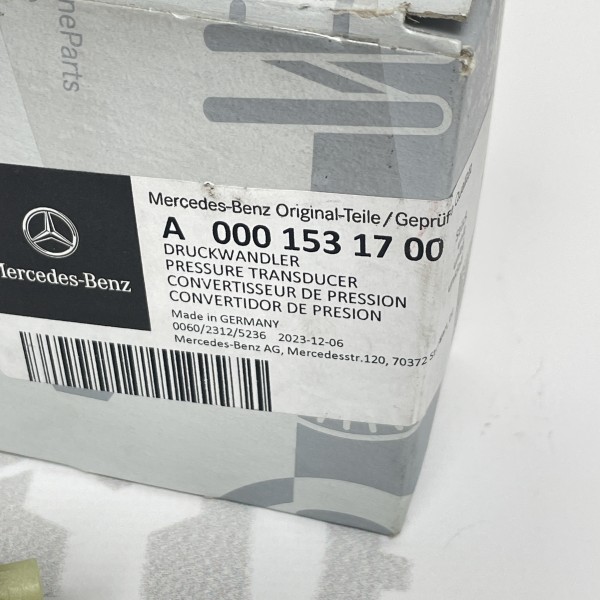 ineParts
Mercedes-Benz Original-Teile/Geprüf
A 000 153 17 00
DRUCKWANDLER
PRESSURE TRANSDUCER
CONVERTISSEUR DE PRESSION
CONVERTIDOR DE PRESION
Made in GERMANY
0060/2312/5236 2023-12-06
Mercedes-Benz AG, Mercedesstr.120, 70372
Mercedes-Benz